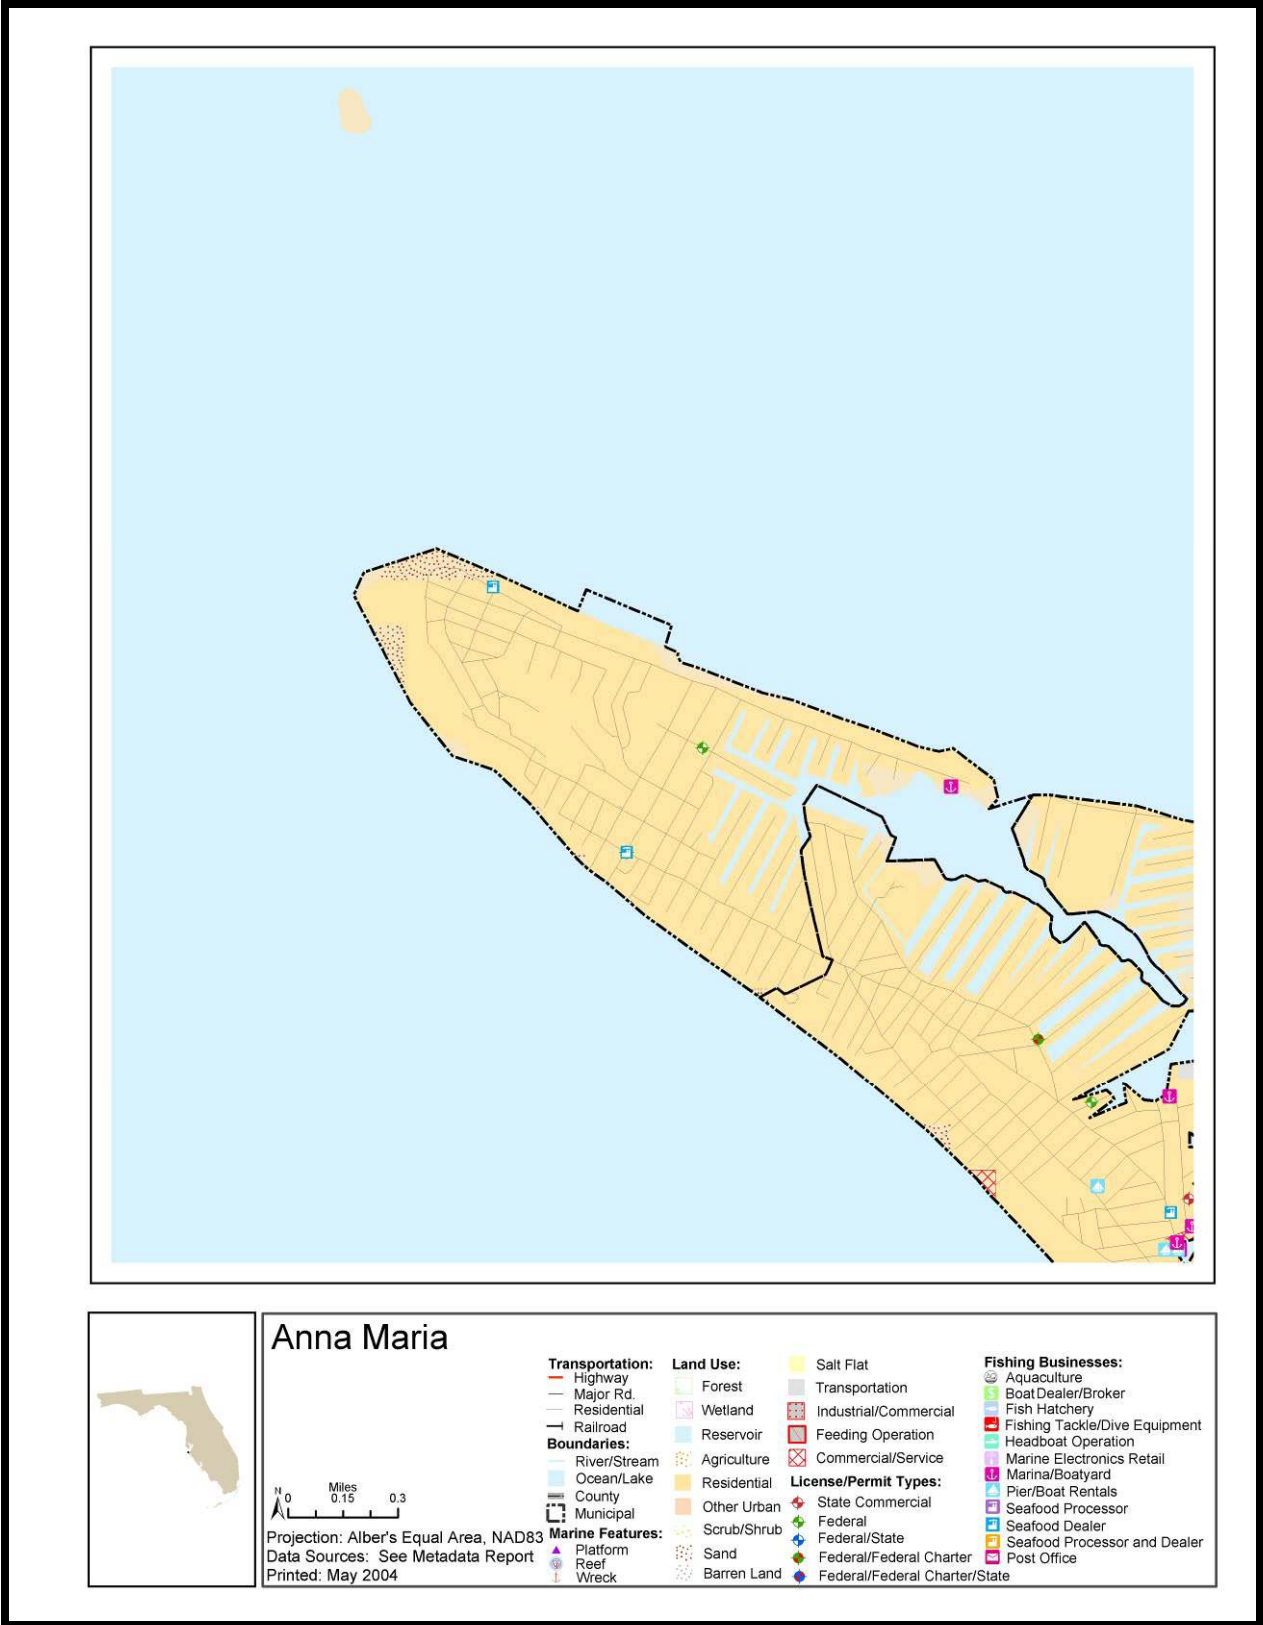 Anna Maria
N
Miles
0 0.15 0.3
Projection: Alber's Equal Area, NAD83
Data Sources: See Metadata Report
Printed: May 2004
Transportation:
Highway
Major Rd.
Residential
Railroad
Boundaries:
River/Stream
Ocean/Lake
County
Municipal
Marine Features:
Platform
Reef
Wreck
Land Use:
Forest
Wetland
Reservoir
Agriculture
Residential
Other Urban
Scrub/Shrub
Sand
Barren Land
Salt Flat
Transportation
Industrial/Commercial
Feeding Operation
Commercial/Service
License/Permit Types:
State Commercial
Federal
Federal/State
Federal/Federal Charter
Federal/Federal Charter/State
Fishing Businesses:
Aquaculture
Boat Dealer/Broker
Fish Hatchery
Fishing Tackle/Dive Equipment
Headboat Operation
Marine Electronics Retail
Marina/Boatyard
Pier/Boat Rentals
Seafood Processor
Seafood Dealer
Seafood Processor and Dealer
Post Office